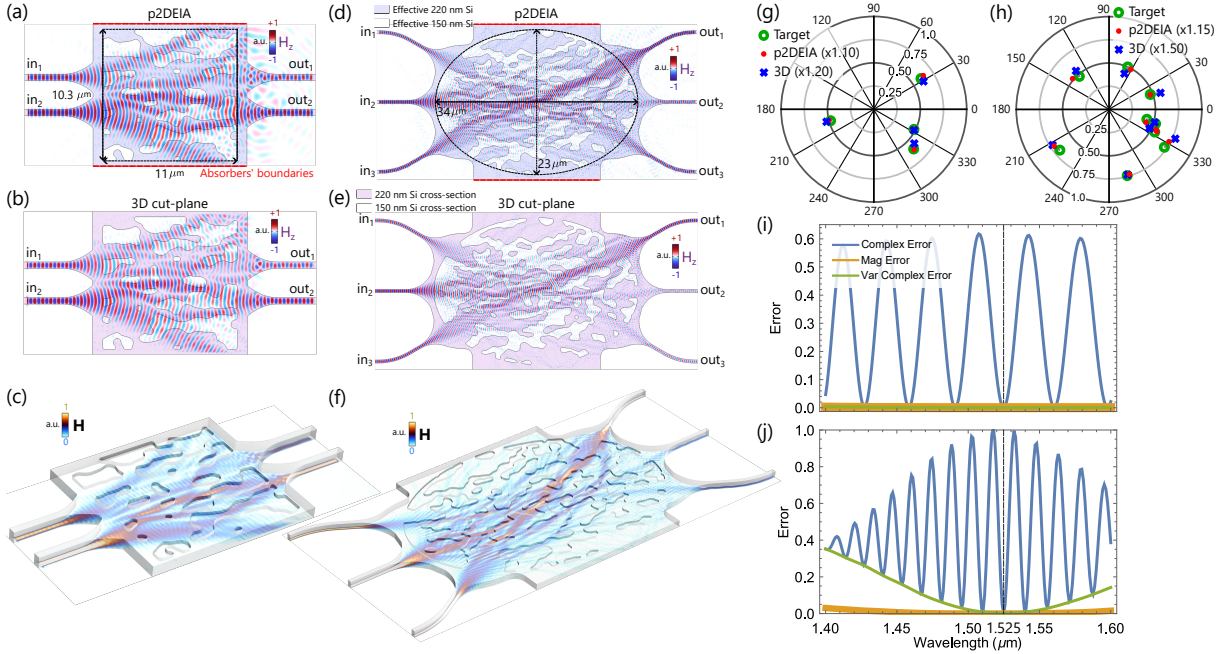 (a)
p2DEIA
+1
a.u.
Hz
-1
in1
out1
10.3 μm
in2
out2
11 μm
Absorbers' boundaries
(b)
3D cut-plane
+1
a.u.
Hz
-1
in1
out1
in2
out2
(c)
1
a.u.
H
0
(d)
Effective 220 nm Si
Effective 150 nm Si
p2DEIA
+1
a.u.
Hz
-1
in1
out1
in2
out2
34 μm
23 μm
in3
out3
(e)
220 nm Si cross-section
150 nm Si cross-section
3D cut-plane
+1
a.u.
Hz
-1
in1
out1
in2
out2
in3
out3
(f)
1
a.u.
H
0
(g)
Target
p2DEIA (x1.10)
3D (x1.20)
90
120
60
1.0
0.75
0.50
0.25
180
210
330
240
300
270
(h)
Target
p2DEIA (x1.15)
3D (x1.50)
90
120
150
180
0.25
0.5
0.75
1.0
210
330
240
300
270
(i)
Complex Error
Mag Error
Var Complex Error
Error
0.6
0.5
0.4
0.3
0.2
0.1
0.0
(j)
Error
1.0
0.8
0.6
0.4
0.2
0.0
1.40
1.45
1.50
1.525
1.55
1.60
Wavelength (μm)